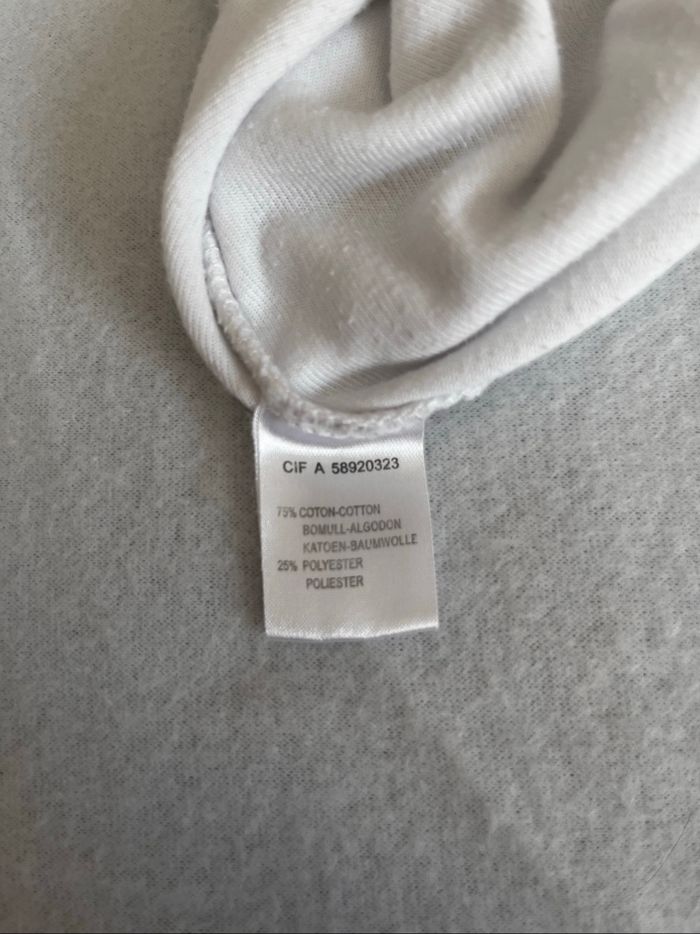 CIF A 58920323
75% COTON-COTTON
BOMULL-ALGODON
KATOEN-BAUMWOLLE
25% POLYESTER
POLIESTER